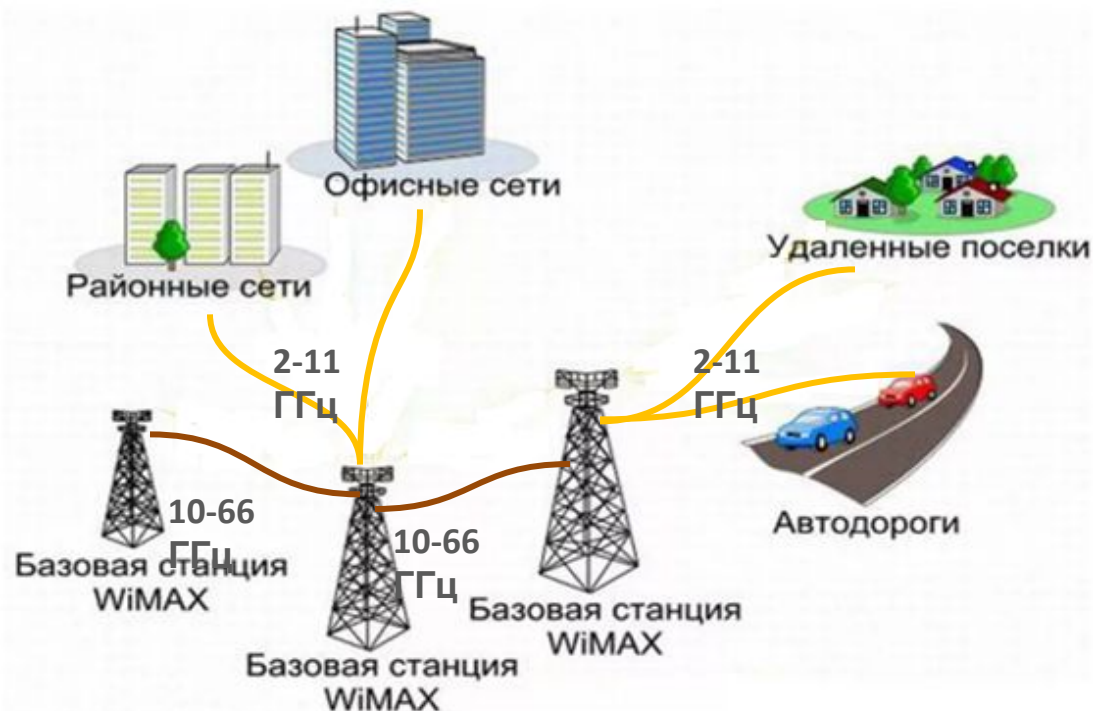 Офисные сети
Удаленные поселки
Районные сети
2-11
ГГц
2-11
ГГц
10-66
ГГц
10-66
ГГц
Автодороги
Базовая станция
WiMAX
Базовая станция
WiMAX
Базовая станция
WiMAX